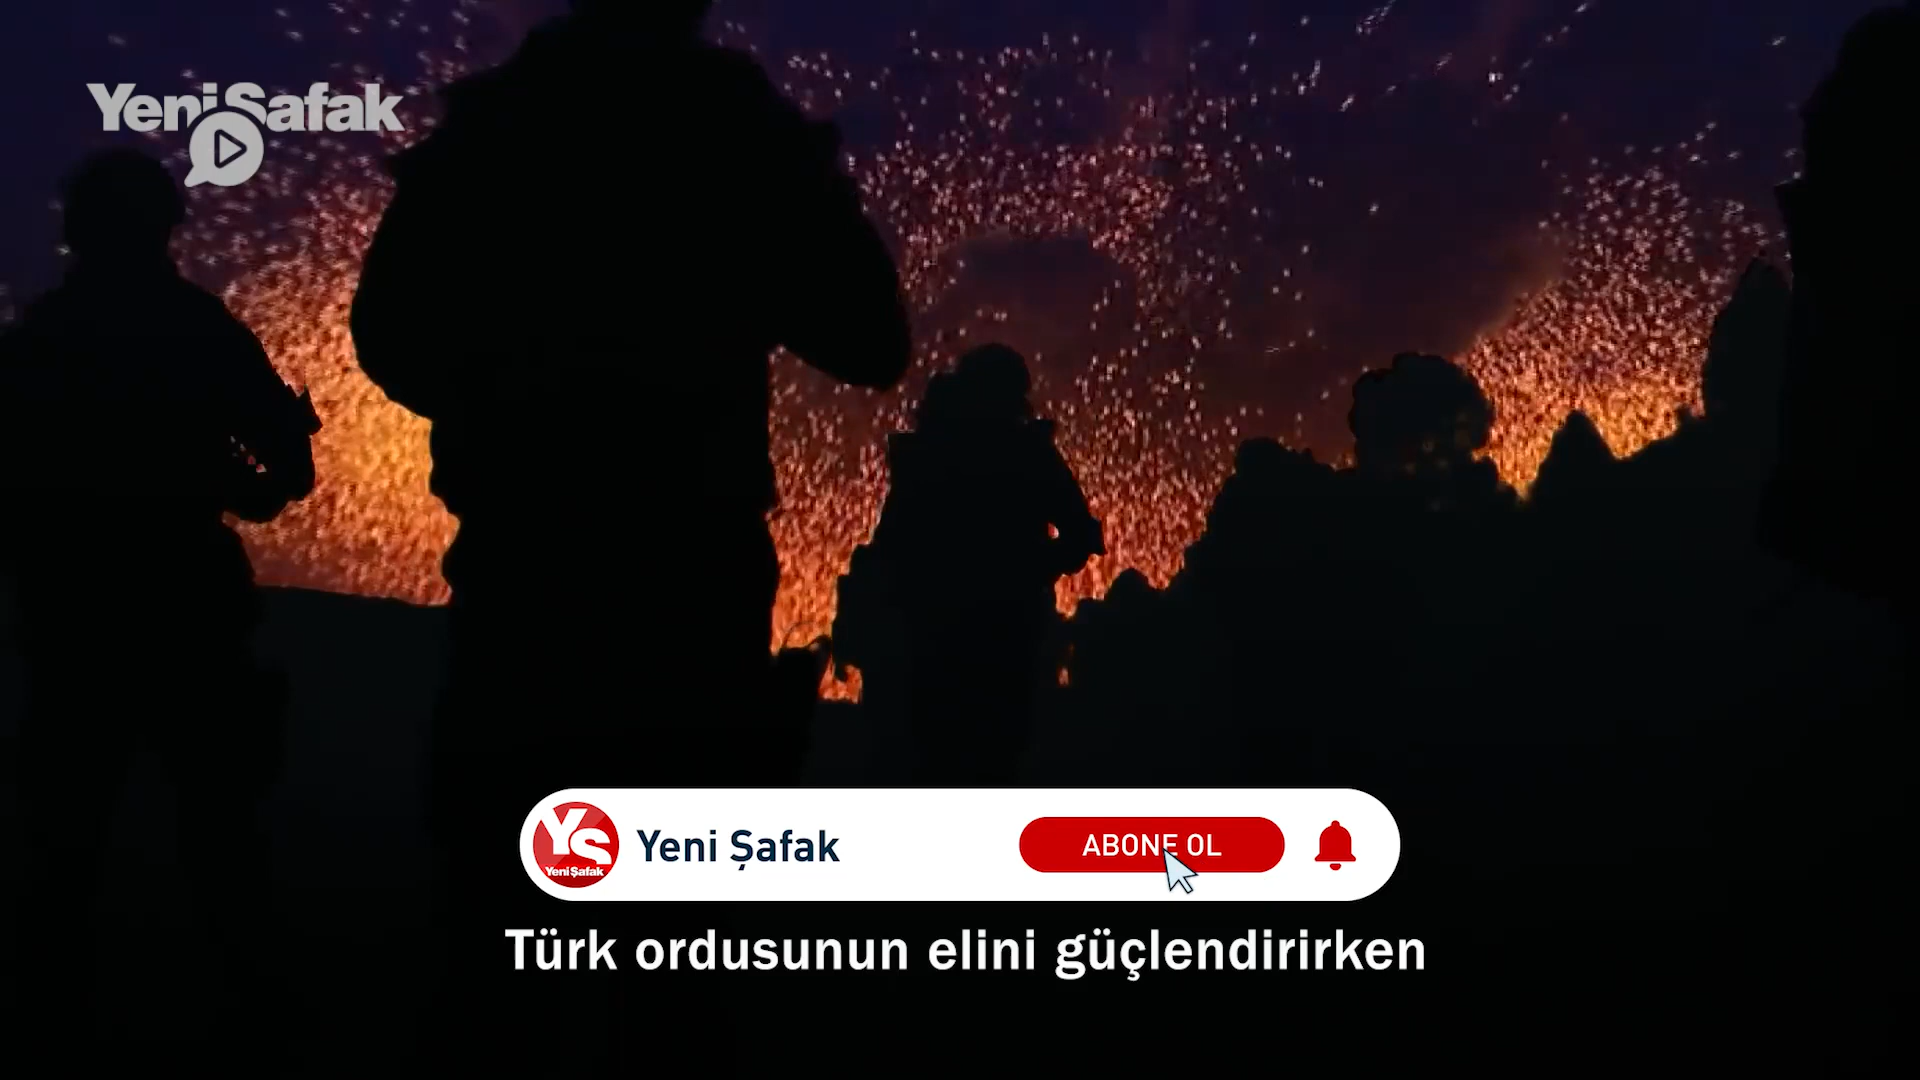 Yeni Şafak
YS
Yeni Şafak
Yeni Şafak
ABONE OL
Türk ordusunun elini güçlendirirken